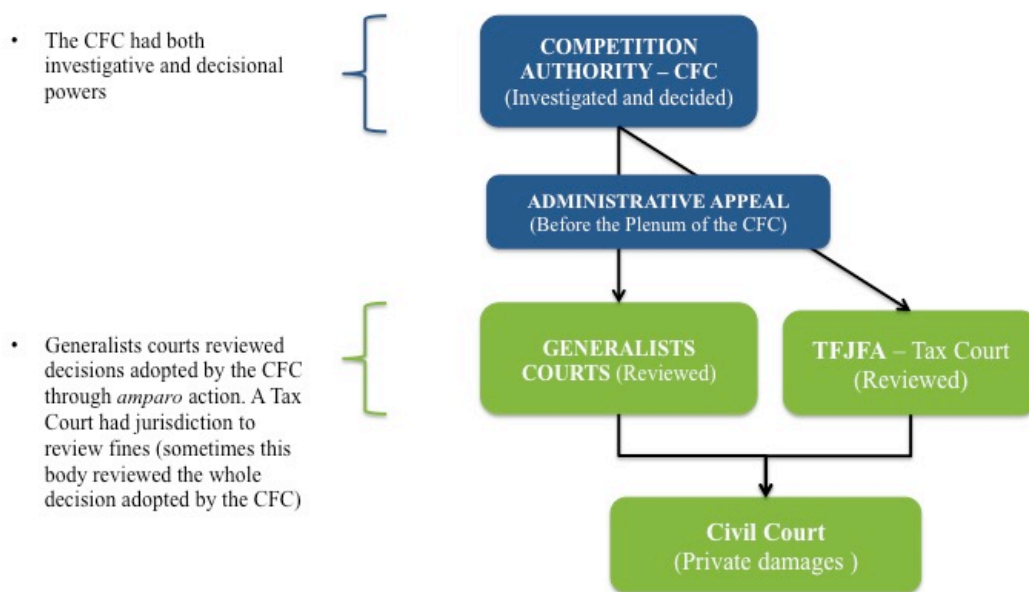 • The CFC had both
investigative and decisional
powers
COMPETITION
AUTHORITY – CFC
(Investigated and decided)
ADMINISTRATIVE APPEAL
(Before the Plenum of the CFC)
• Generalists courts reviewed
decisions adopted by the CFC
through amparo action. A Tax
Court had jurisdiction to
review fines (sometimes this
body reviewed the whole
decision adopted by the CFC)
GENERALISTS
COURTS (Reviewed)
TFJFA – Tax Court
(Reviewed)
Civil Court
(Private damages )